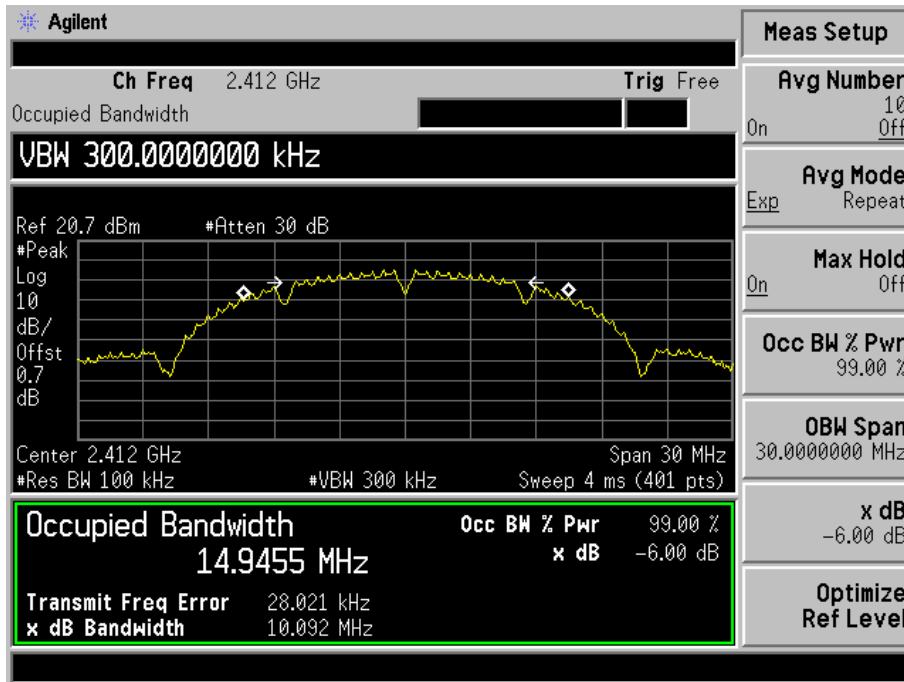 Agilent
Ch Freq 2.412 GHz Trig Free
Occupied Bandwidth
VBW 300.0000000 kHz
Ref 20.7 dBm #Atten 30 dB
#Peak
Log
10
dB/
Offst
0.7
dB
Center 2.412 GHz Span 30 MHz
#Res BW 100 kHz #VBW 300 kHz Sweep 4 ms (401 pts)
Occupied Bandwidth Occ BW % Pwr 99.00 %
14.9455 MHz x dB -6.00 dB
Transmit Freq Error 28.021 kHz
x dB Bandwidth 10.092 MHz
Meas Setup
Avg Number
10
On Off
Avg Mode
Exp Repeat
Max Hold
On Off
Occ BW % Pwr
99.00 %
OBW Span
30.0000000 MHz
x dB
-6.00 dB
Optimize
Ref Level